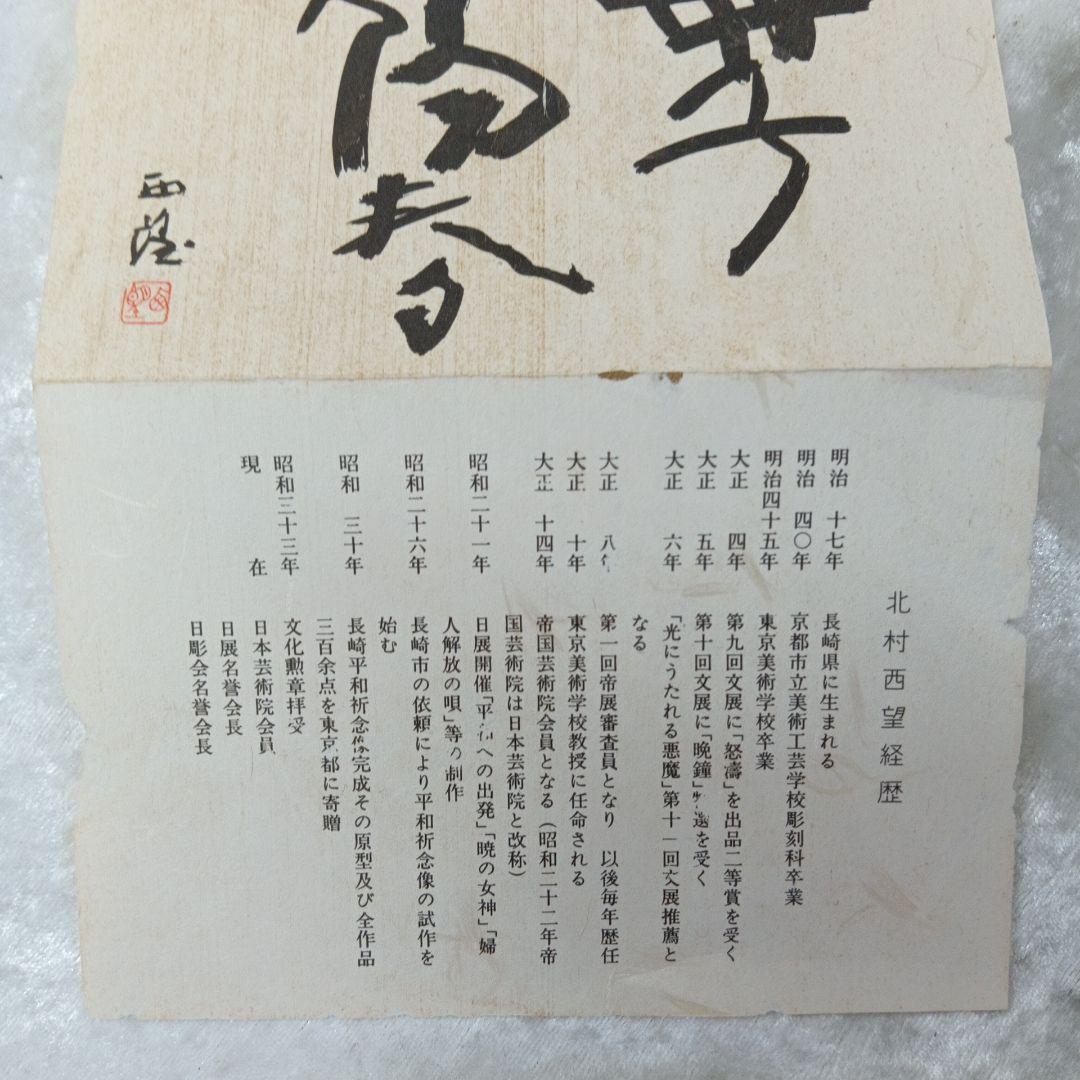 陽春
西望
北村西望経歴
明治 十七年 長崎県に生まれる
明治 四〇年 京都市立美術工芸学校彫刻科卒業
明治四十五年 東京美術学校卒業
大正 四年 第九回文展に「怒濤」を出品二等賞を受く
大正 五年 第十回文展に「晩鐘」特選を受く
大正 六年 「光にうたれる悪魔」第十一回文展推薦と
なる
大正 八年 第一回帝展審査員となり 以後毎年歴任
大正 十年 東京美術学校教授に任命される
大正 十四年 帝国芸術院会員となる(昭和二十二年帝
国芸術院は日本芸術院と改称)
昭和二十一年 日展開催「平和への出発」「暁の女神」「婦
人解放の唄」等の制作
昭和二十六年 長崎市の依頼により平和祈念像の試作を
始む
昭和 三十年 長崎平和祈念像完成その原型及び全作品
三百余点を東京都に寄贈
昭和三十三年 文化勲章拝受
現在 日本芸術院会員
日展名誉会長
日彫会名誉会長